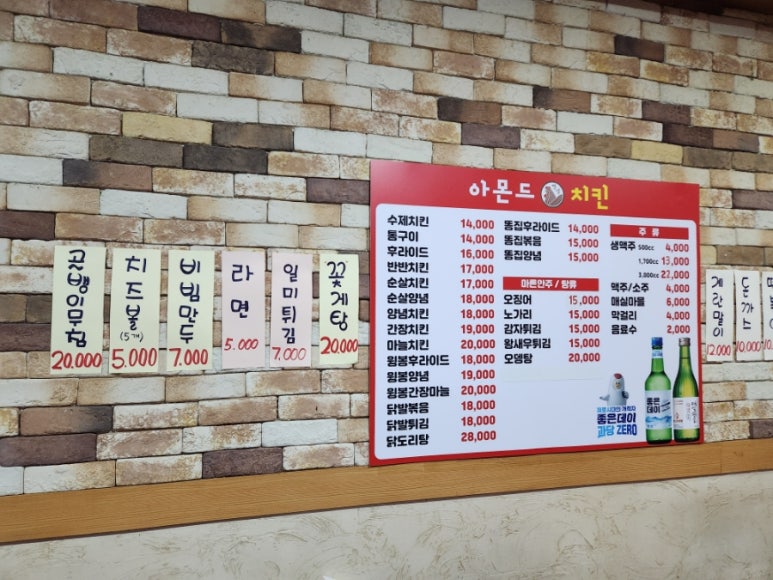 골뱅이무침
20.000
치즈볼
(5개)
5.000
비빔만두
7.000
라면
5.000
일미튀김
7.000
꽃게탕
20.000
아몬드 치킨
수제치킨 14,000
통구이 14,000
후라이드 16,000
반반치킨 17,000
순살치킨 17,000
순살양념 18,000
양념치킨 17,000
간장치킨 19,000
마늘치킨 20,000
윙봉후라이드 18,000
윙봉양념 19,000
윙봉간장마늘 20,000
닭발볶음 18,000
닭발튀김 18,000
닭도리탕 28,000
똥집후라이드 14,000
똥집볶음 15,000
똥집양념 15,000
마른안주 / 탕류
오징어 15,000
노가리 15,000
감자튀김 15,000
왕새우튀김 15,000
오뎅탕 20,000
주 류
생맥주 500cc 4,000
1,700cc 13,000
3,000cc 22,000
맥주/소주 4,000
매실마을 6,000
막걸리 4,000
음료수 2,000
좋은데이
과당 ZERO
좋은데이
계란말이
12.000
돈까스
10.000